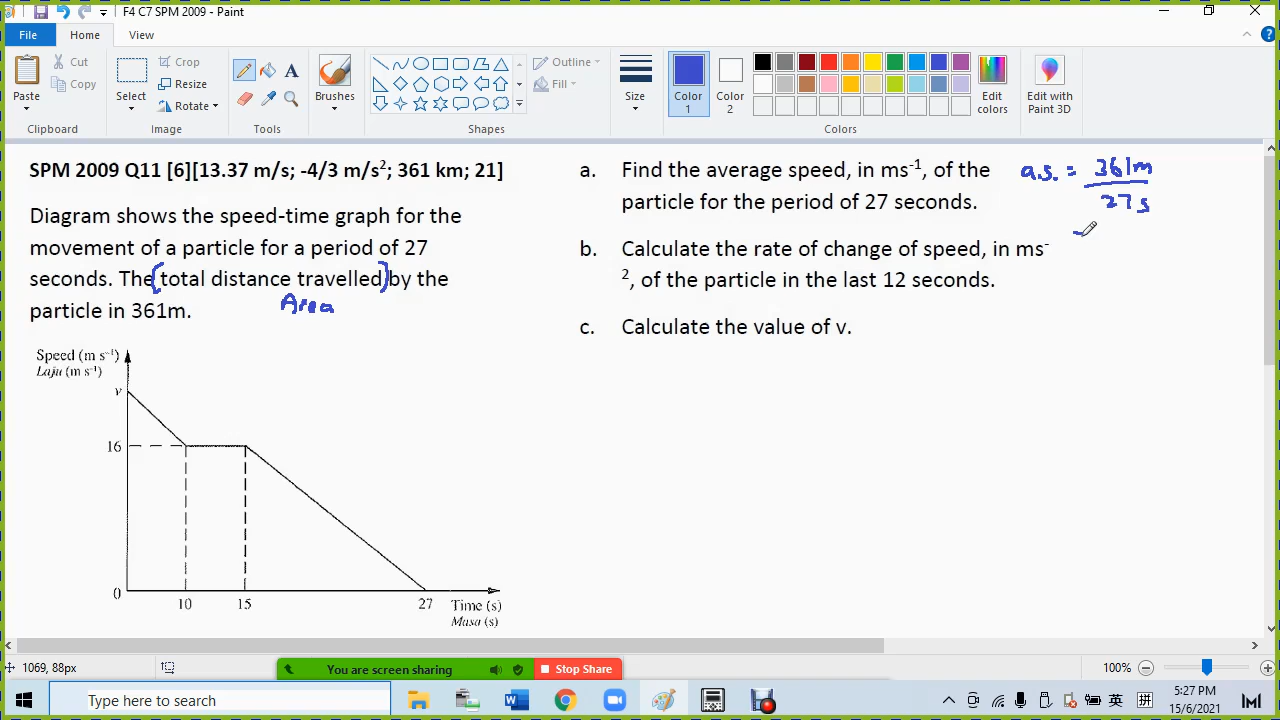 F4 C7 SPM 2009 - Paint
File Home View
Cut
Copy
Paste
Clipboard
Select
Crop
Resize
Rotate
Image
A
Tools
Brushes
Outline
Fill
Shapes
Size
Color 1
Color 2
Edit colors
Colors
Edit with Paint 3D
SPM 2009 Q11 [6][13.37 m/s; -4/3 m/s²; 361 km; 21]
Diagram shows the speed-time graph for the
movement of a particle for a period of 27
seconds. The (total distance travelled) by the
Area
particle in 361m.
Speed (m s⁻¹)
Laju (m s⁻¹)
v
16
0
10 15 27
Time (s)
Masa (s)
a. Find the average speed, in ms⁻¹, of the
particle for the period of 27 seconds.
a.s. = 361m
27s
b Calculate the rate of change of speed, in ms⁻
², of the particle in the last 12 seconds.
c. Calculate the value of v.
1069, 88px
100%
You are screen sharing Stop Share
Type here to search
英 拼
5:27 PM
15/6/2021